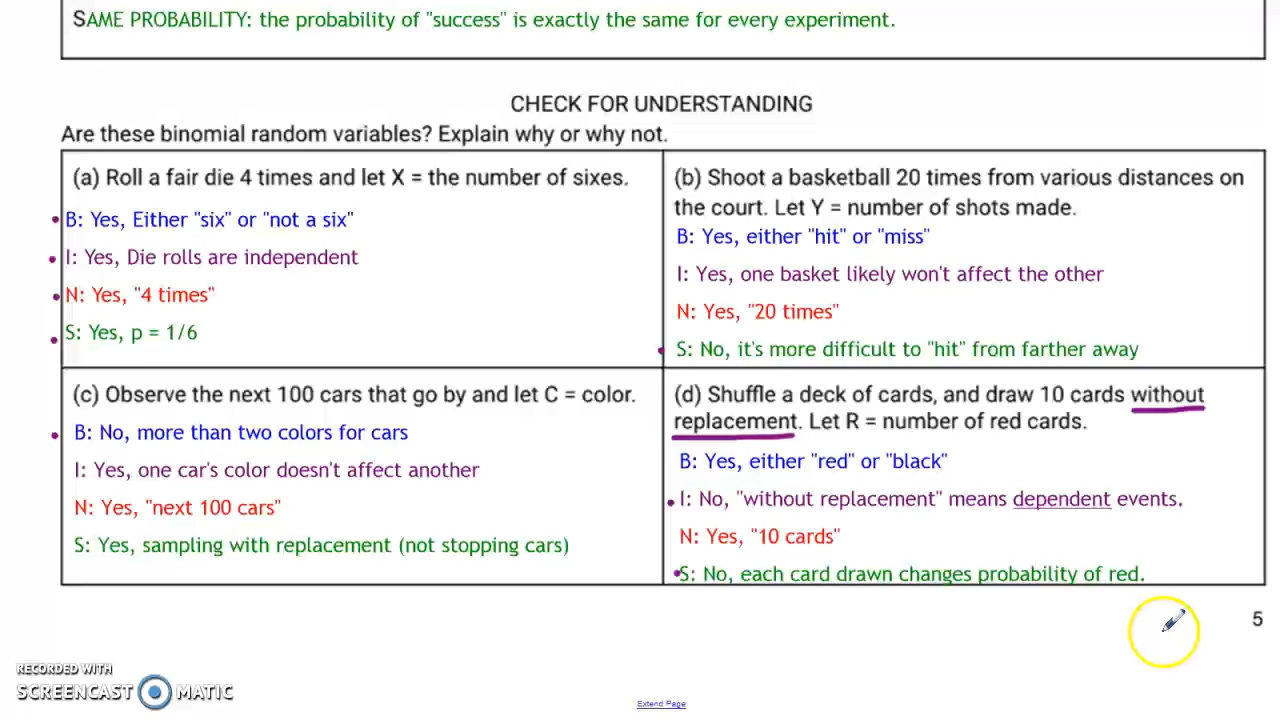 SAME PROBABILITY: the probability of "success" is exactly the same for every experiment.
CHECK FOR UNDERSTANDING
Are these binomial random variables? Explain why or why not.
(a) Roll a fair die 4 times and let X = the number of sixes.
B: Yes, Either "six" or "not a six"
I: Yes, Die rolls are independent
N: Yes, "4 times"
S: Yes, p = 1/6
(b) Shoot a basketball 20 times from various distances on
the court. Let Y = number of shots made.
B: Yes, either "hit" or "miss"
I: Yes, one basket likely won't affect the other
N: Yes, "20 times"
S: No, it's more difficult to "hit" from farther away
(c) Observe the next 100 cars that go by and let C = color.
B: No, more than two colors for cars
I: Yes, one car's color doesn't affect another
N: Yes, "next 100 cars"
S: Yes, sampling with replacement (not stopping cars)
(d) Shuffle a deck of cards, and draw 10 cards without
replacement. Let R = number of red cards.
B: Yes, either "red" or "black"
I: No, "without replacement" means dependent events.
N: Yes, "10 cards"
S: No, each card drawn changes probability of red.
5
RECORDED WITH
SCREENCAST MATIC
Extend Page